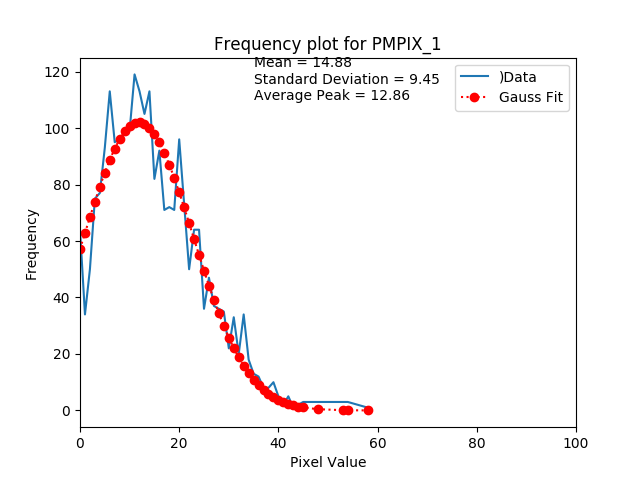 Frequency plot for PMPIX_1
Mean = 14.88
Standard Deviation = 9.45
Average Peak = 12.86
)Data
Gauss Fit
120
100
80
60
40
20
0
Frequency
0 20 40 60 80 100
Pixel Value